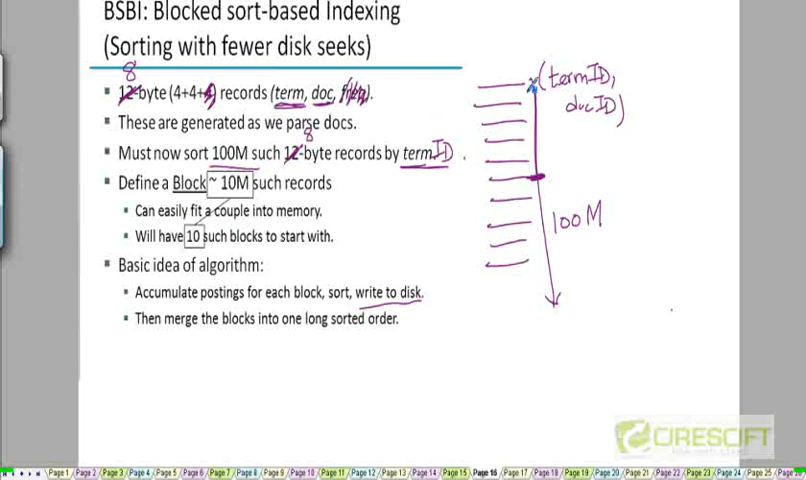 BSBI: Blocked sort-based Indexing
(Sorting with fewer disk seeks)
8
12-byte (4+4+4) records (term, doc, freq).
These are generated as we parse docs.
8
Must now sort 100M such 12-byte records by termID.
Define a Block ~ 10M such records
Can easily fit a couple into memory.
Will have 10 such blocks to start with.
Basic idea of algorithm:
Accumulate postings for each block, sort, write to disk.
Then merge the blocks into one long sorted order.
(termID,
docID)
100M
Page 1 Page 2 Page 3 Page 4 Page 5 Page 6 Page 7 Page 8 Page 9 Page 10 Page 11 Page 12 Page 13 Page 14 Page 15 Page 16 Page 17 Page 18 Page 19 Page 20 Page 21 Page 22 Page 23 Page 24 Page 25